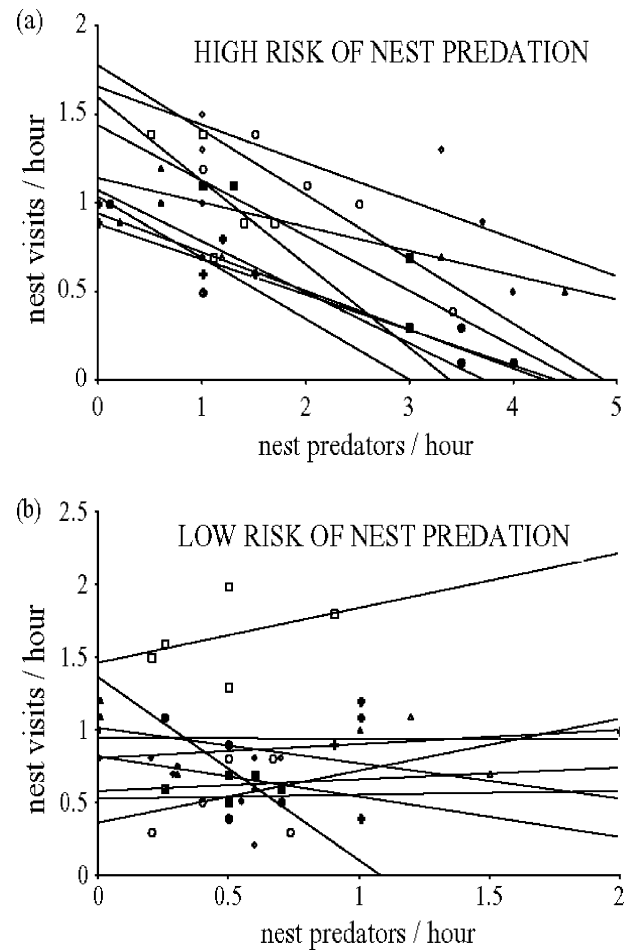 (a)
HIGH RISK OF NEST PREDATION
nest visits / hour
2
1.5
1
0.5
0
0 1 2 3 4 5
nest predators / hour
(b)
LOW RISK OF NEST PREDATION
nest visits / hour
2.5
2
1.5
1
0.5
0
0 0.5 1 1.5 2
nest predators / hour